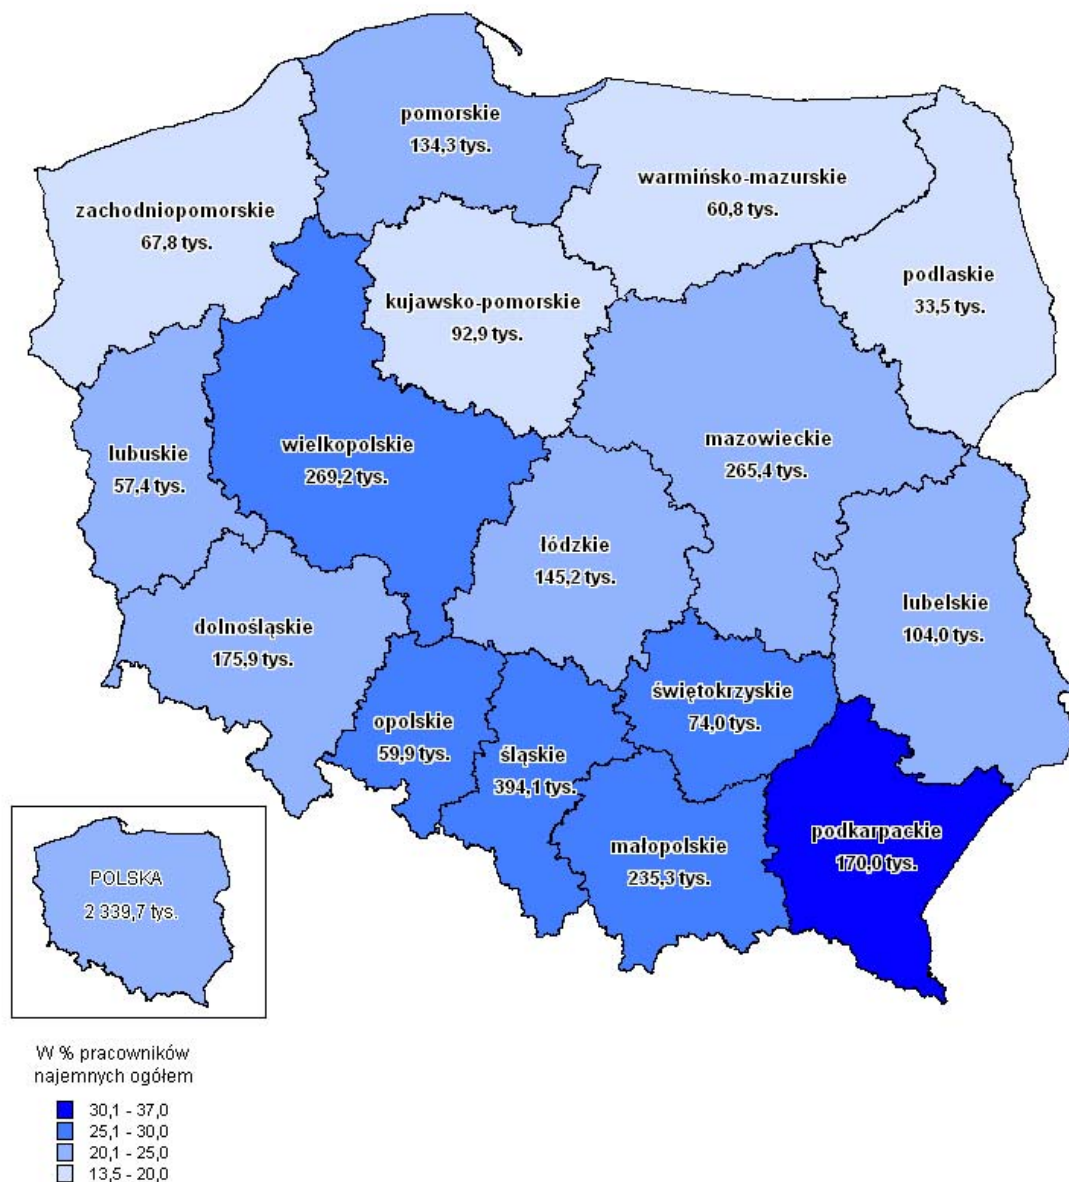 pomorskie
134,3 tys.
warmińsko-mazurskie
60,8 tys.
zachodniopomorskie
67,8 tys.
podlaskie
33,5 tys.
kujawsko-pomorskie
92,9 tys.
mazowieckie
265,4 tys.
wielkopolskie
269,2 tys.
lubuskie
57,4 tys.
łódzkie
145,2 tys.
lubelskie
104,0 tys.
dolnośląskie
175,9 tys.
świętokrzyskie
74,0 tys.
opolskie
59,9 tys.
śląskie
394,1 tys.
podkarpackie
170,0 tys.
małopolskie
235,3 tys.
POLSKA
2 339,7 tys.
W % pracowników
najemnych ogółem
30,1 - 37,0
25,1 - 30,0
20,1 - 25,0
13,5 - 20,0